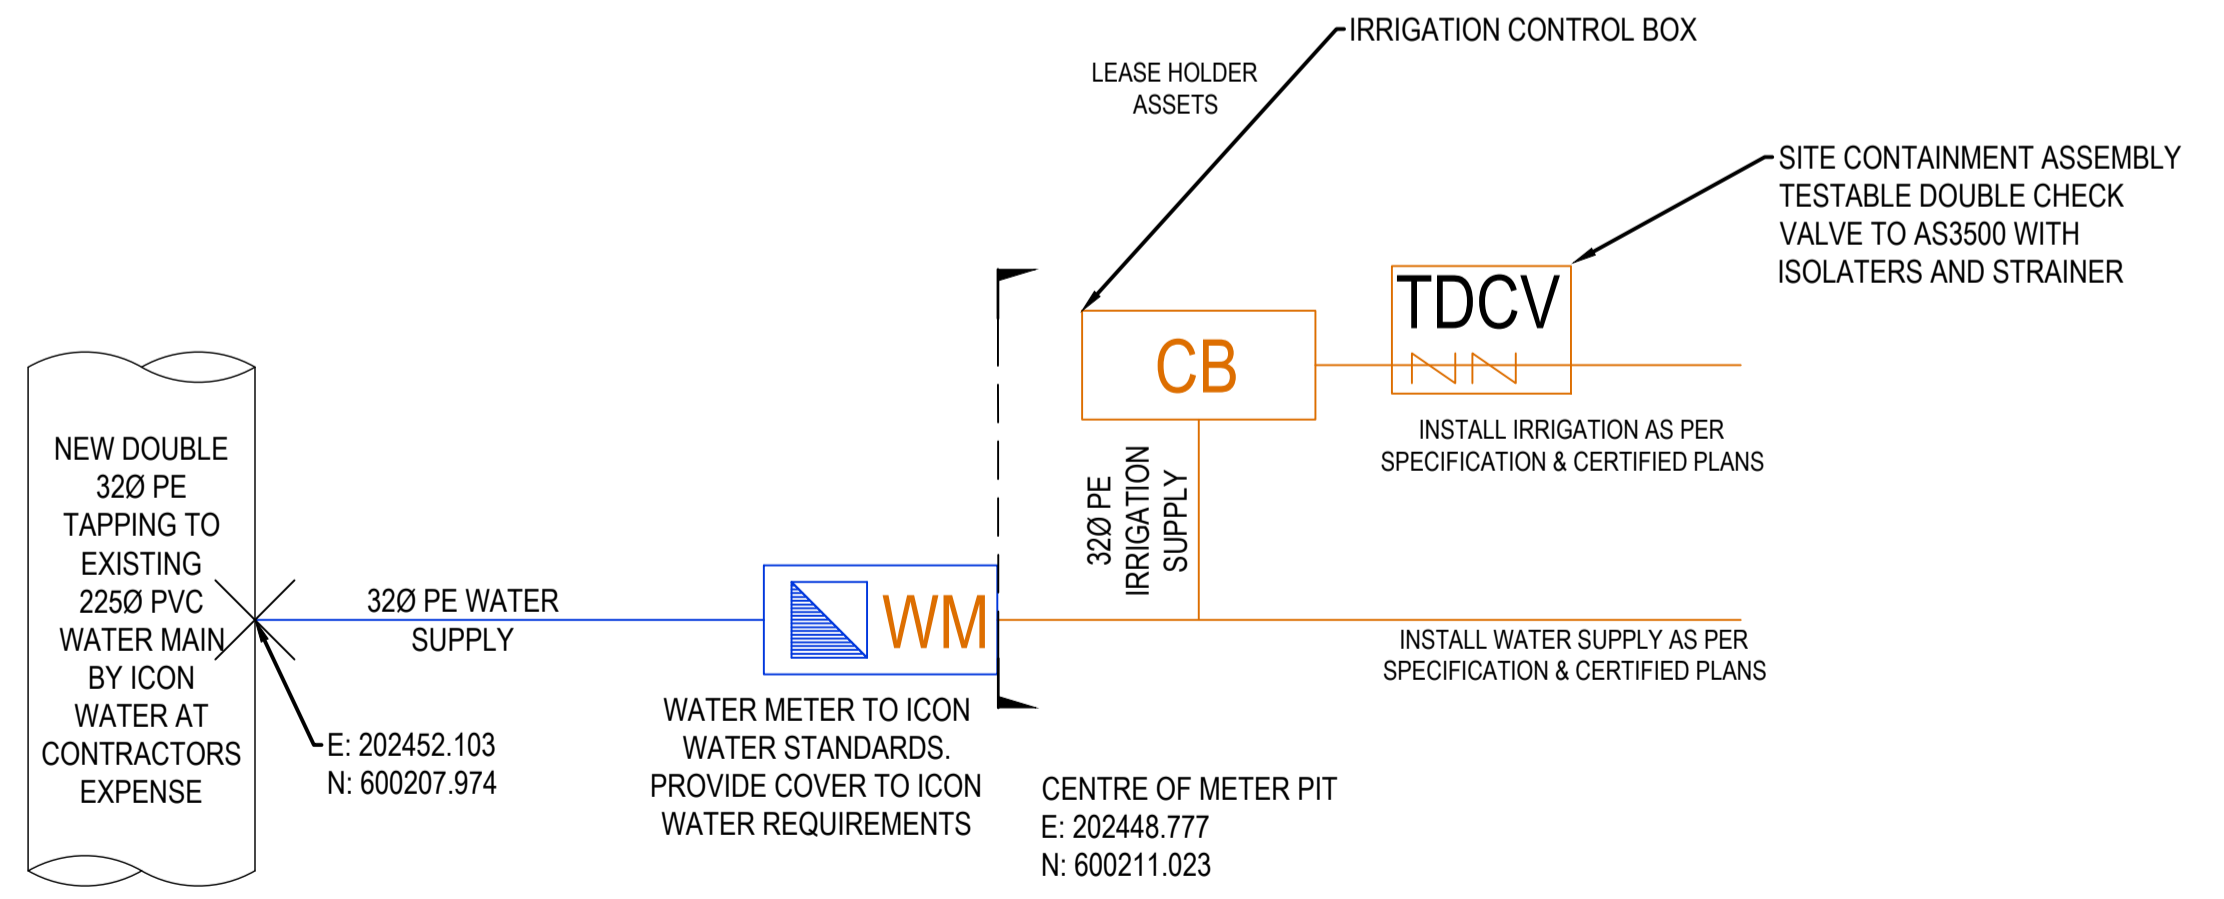 IRRIGATION CONTROL BOX
LEASE HOLDER
ASSETS
SITE CONTAINMENT ASSEMBLY
TESTABLE DOUBLE CHECK
VALVE TO AS3500 WITH
ISOLATERS AND STRAINER
TDCV
CB
INSTALL IRRIGATION AS PER
SPECIFICATION & CERTIFIED PLANS
32Ø PE
IRRIGATION
SUPPLY
NEW DOUBLE
32Ø PE
TAPPING TO
EXISTING
225Ø PVC
WATER MAIN
BY ICON
WATER AT
CONTRACTORS
EXPENSE
32Ø PE WATER
SUPPLY
WM
INSTALL WATER SUPPLY AS PER
SPECIFICATION & CERTIFIED PLANS
E: 202452.103
N: 600207.974
WATER METER TO ICON
WATER STANDARDS.
PROVIDE COVER TO ICON
WATER REQUIREMENTS
CENTRE OF METER PIT
E: 202448.777
N: 600211.023